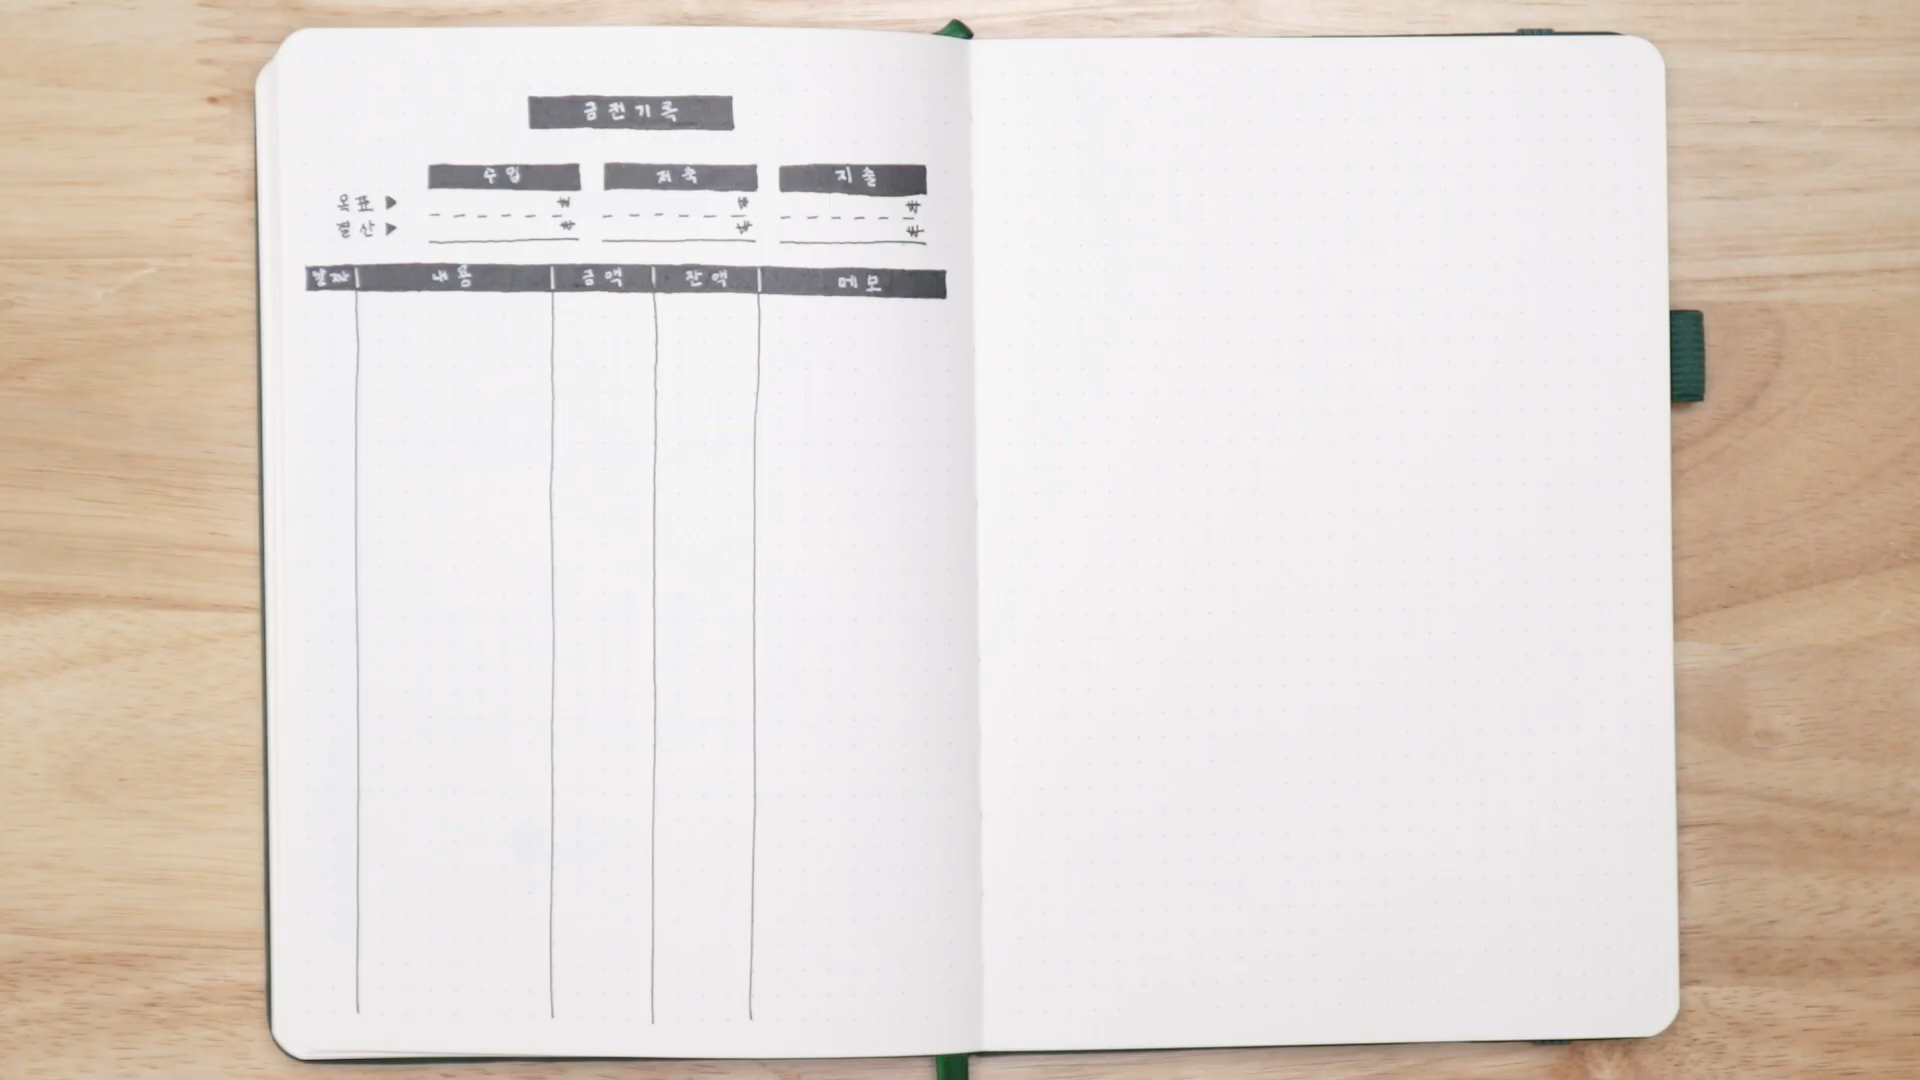 금전기록
수입 저축 지출
목표 ▶ ₩ ₩ ₩
결산 ▶ ₩ ₩ ₩
날짜 내용 금액 잔액 메모